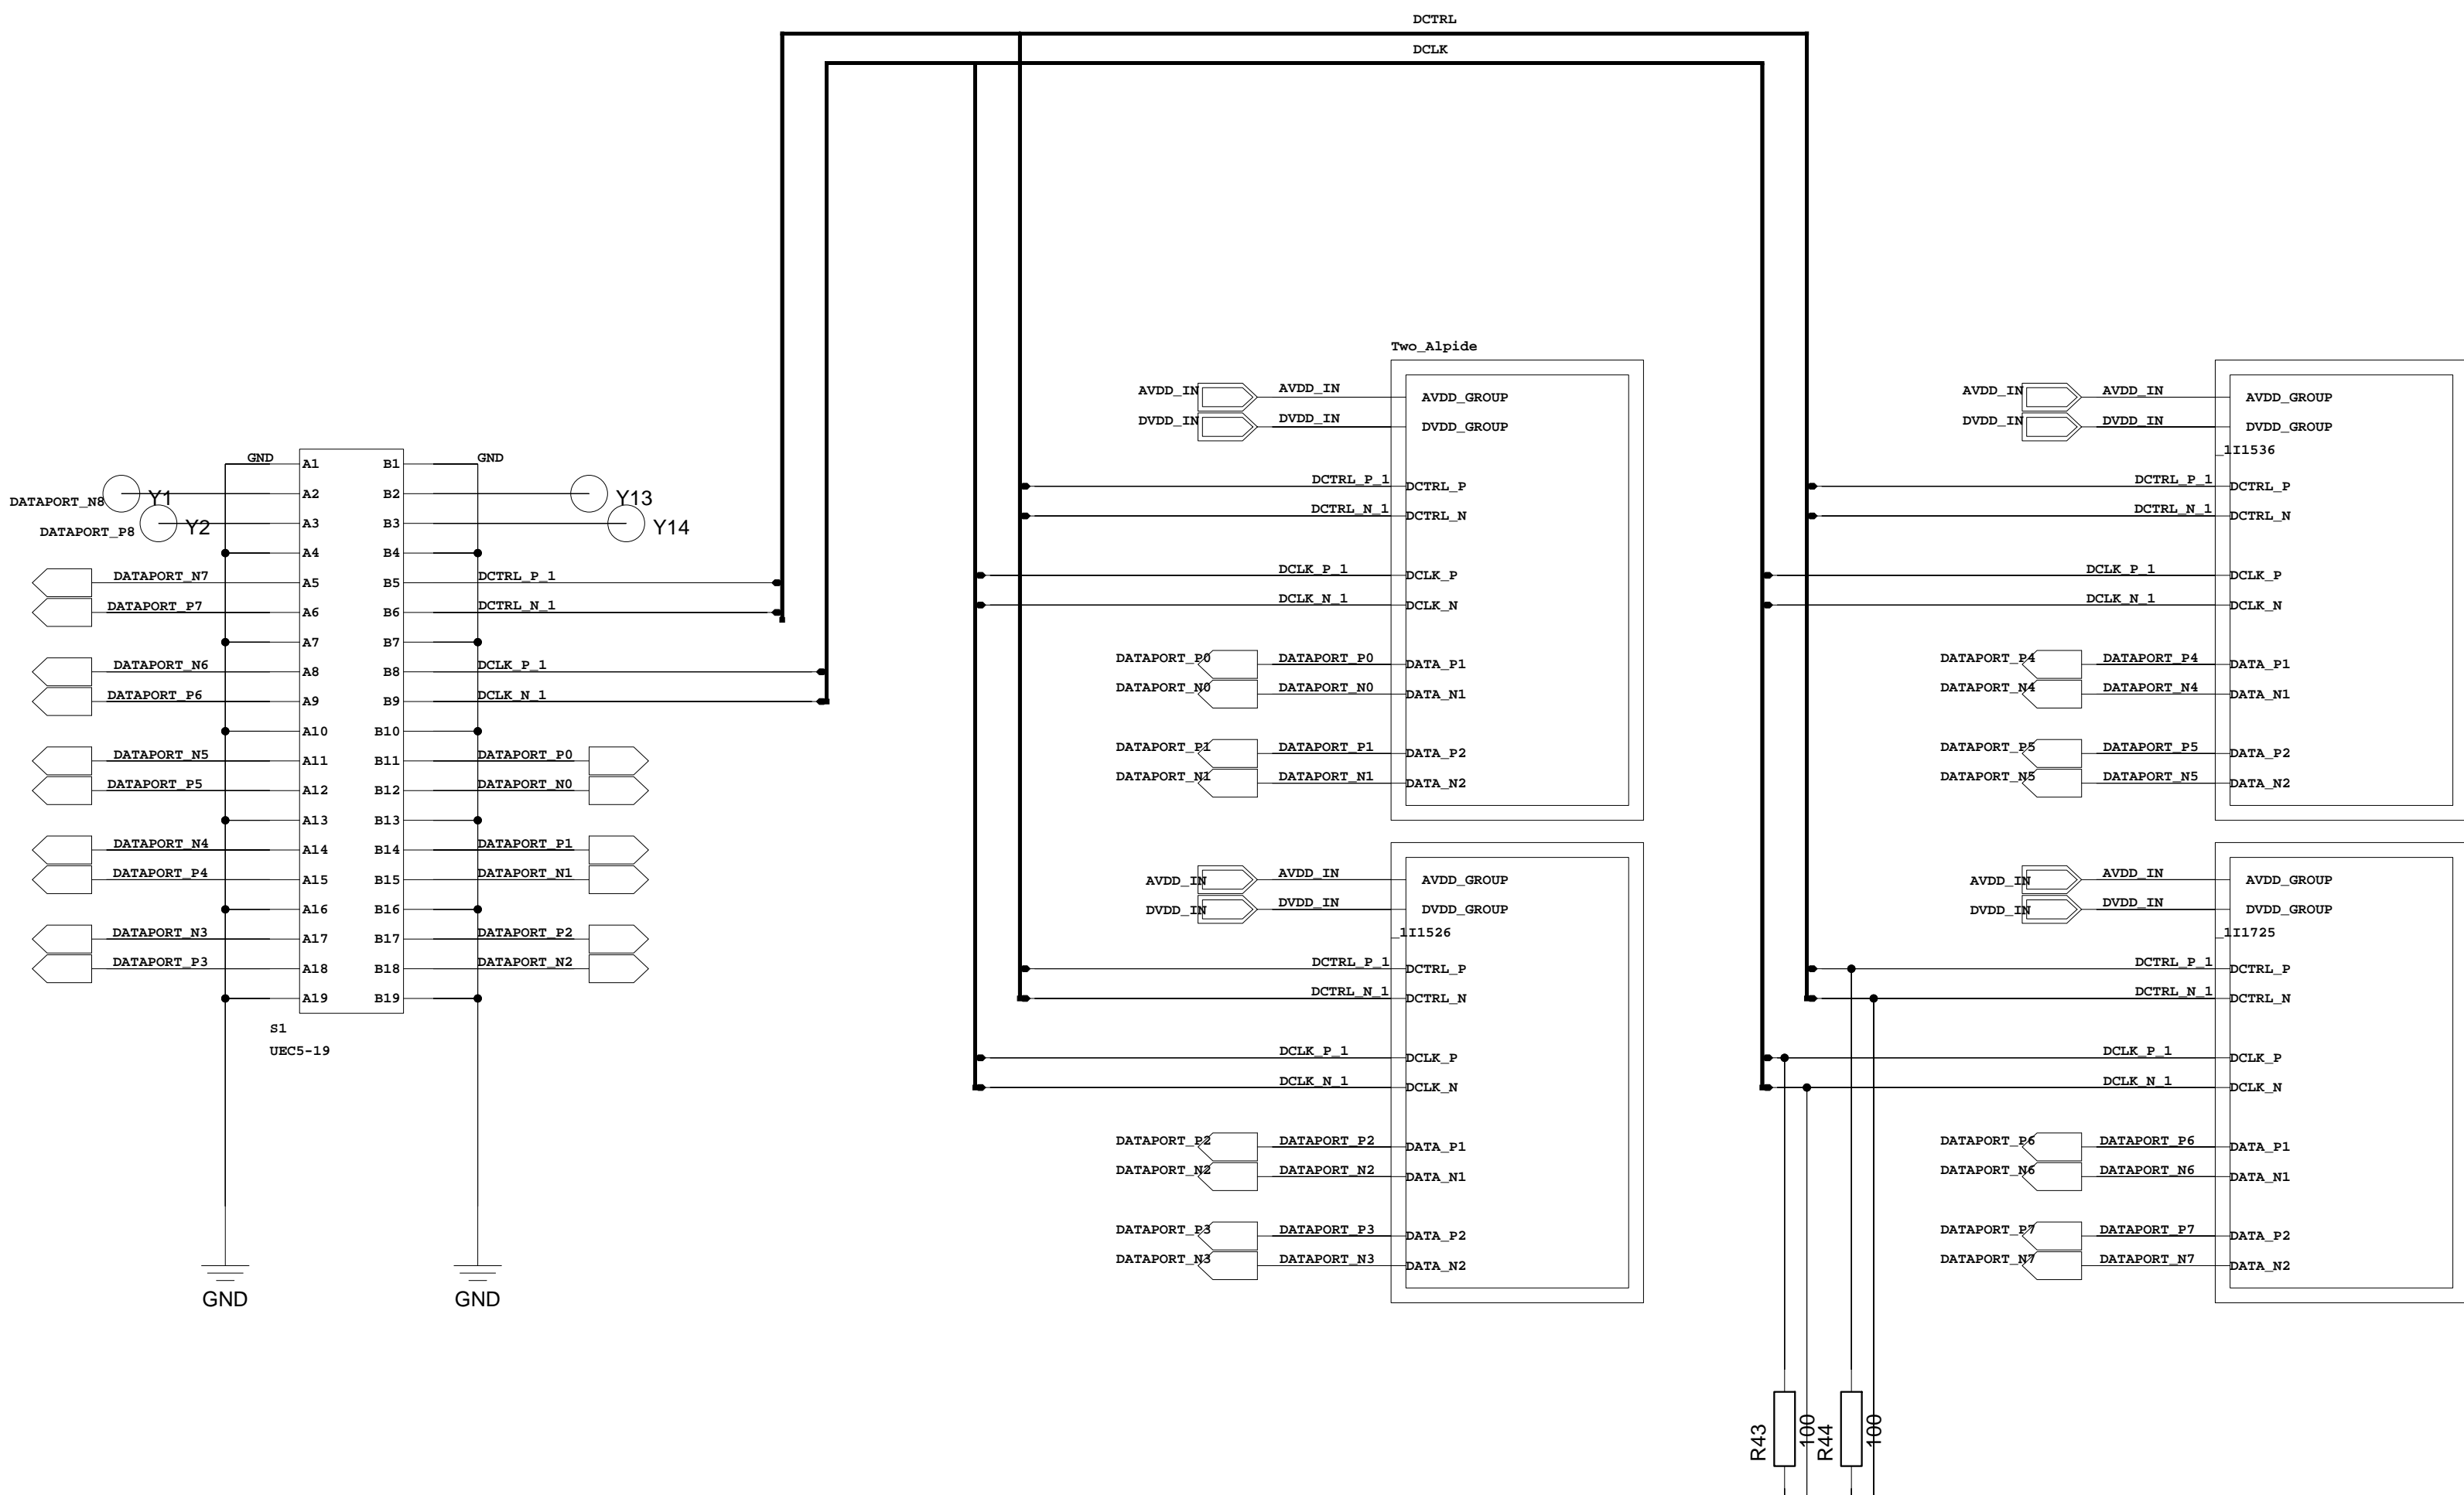 DCTRL
DCLK
GND A1 B1 GND
DATAPORT_N8 Y1 A2 B2 Y13
DATAPORT_P8 Y2 A3 B3 Y14
A4 B4
DATAPORT_N7 A5 B5 DCTRL_P_1
DATAPORT_P7 A6 B6 DCTRL_N_1
A7 B7
DATAPORT_N6 A8 B8 DCLK_P_1
DATAPORT_P6 A9 B9 DCLK_N_1
A10 B10
DATAPORT_N5 A11 B11 DATAPORT_P0
DATAPORT_P5 A12 B12 DATAPORT_N0
A13 B13
DATAPORT_N4 A14 B14 DATAPORT_P1
DATAPORT_P4 A15 B15 DATAPORT_N1
A16 B16
DATAPORT_N3 A17 B17 DATAPORT_P2
DATAPORT_P3 A18 B18 DATAPORT_N2
A19 B19
S1
UEC5-19
GND GND
Two_Alpide
AVDD_IN AVDD_IN AVDD_GROUP
DVDD_IN DVDD_IN DVDD_GROUP
DCTRL_P_1 DCTRL_P
DCTRL_N_1 DCTRL_N
DCLK_P_1 DCLK_P
DCLK_N_1 DCLK_N
DATAPORT_P0 DATAPORT_P0 DATA_P1
DATAPORT_N0 DATAPORT_N0 DATA_N1
DATAPORT_P1 DATAPORT_P1 DATA_P2
DATAPORT_N1 DATAPORT_N1 DATA_N2
AVDD_IN AVDD_IN AVDD_GROUP
DVDD_IN DVDD_IN DVDD_GROUP
_1I1526
DCTRL_P_1 DCTRL_P
DCTRL_N_1 DCTRL_N
DCLK_P_1 DCLK_P
DCLK_N_1 DCLK_N
DATAPORT_P2 DATAPORT_P2 DATA_P1
DATAPORT_N2 DATAPORT_N2 DATA_N1
DATAPORT_P3 DATAPORT_P3 DATA_P2
DATAPORT_N3 DATAPORT_N3 DATA_N2
AVDD_IN AVDD_IN AVDD_GROUP
DVDD_IN DVDD_IN DVDD_GROUP
_1I1536
DCTRL_P_1 DCTRL_P
DCTRL_N_1 DCTRL_N
DCLK_P_1 DCLK_P
DCLK_N_1 DCLK_N
DATAPORT_P4 DATAPORT_P4 DATA_P1
DATAPORT_N4 DATAPORT_N4 DATA_N1
DATAPORT_P5 DATAPORT_P5 DATA_P2
DATAPORT_N5 DATAPORT_N5 DATA_N2
AVDD_IN AVDD_IN AVDD_GROUP
DVDD_IN DVDD_IN DVDD_GROUP
_1I1725
DCTRL_P_1 DCTRL_P
DCTRL_N_1 DCTRL_N
DCLK_P_1 DCLK_P
DCLK_N_1 DCLK_N
DATAPORT_P6 DATAPORT_P6 DATA_P1
DATAPORT_N6 DATAPORT_N6 DATA_N1
DATAPORT_P7 DATAPORT_P7 DATA_P2
DATAPORT_N7 DATAPORT_N7 DATA_N2
R43 100 R44 100